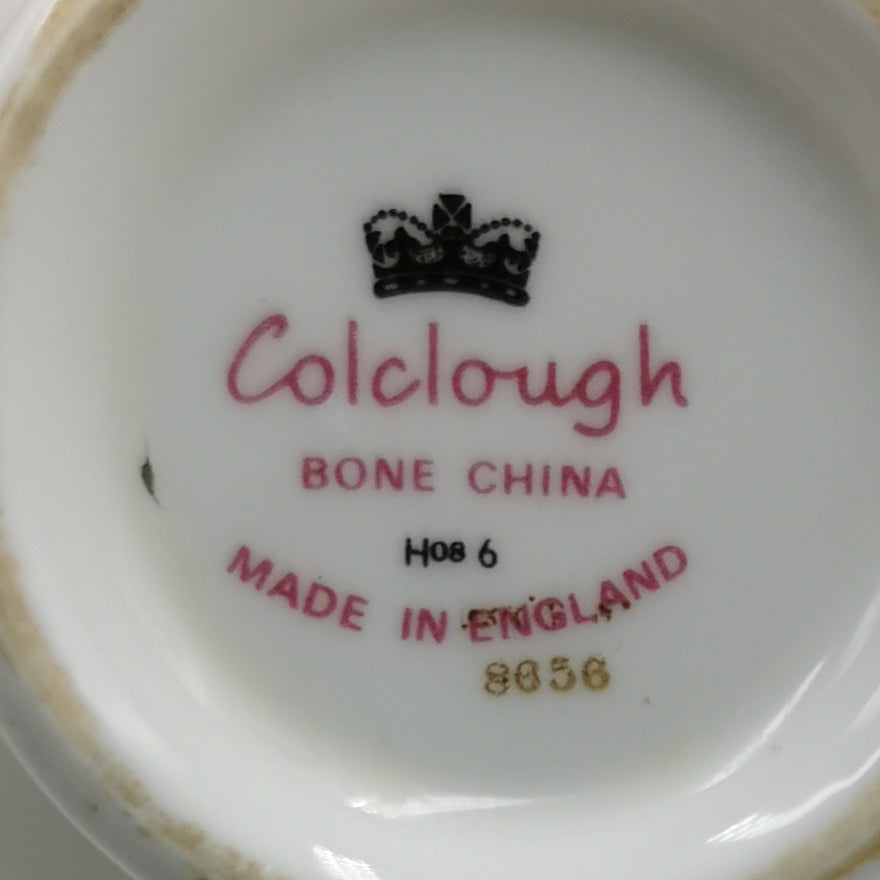 Colclough
BONE CHINA
H08 6
MADE IN ENGLAND
8656